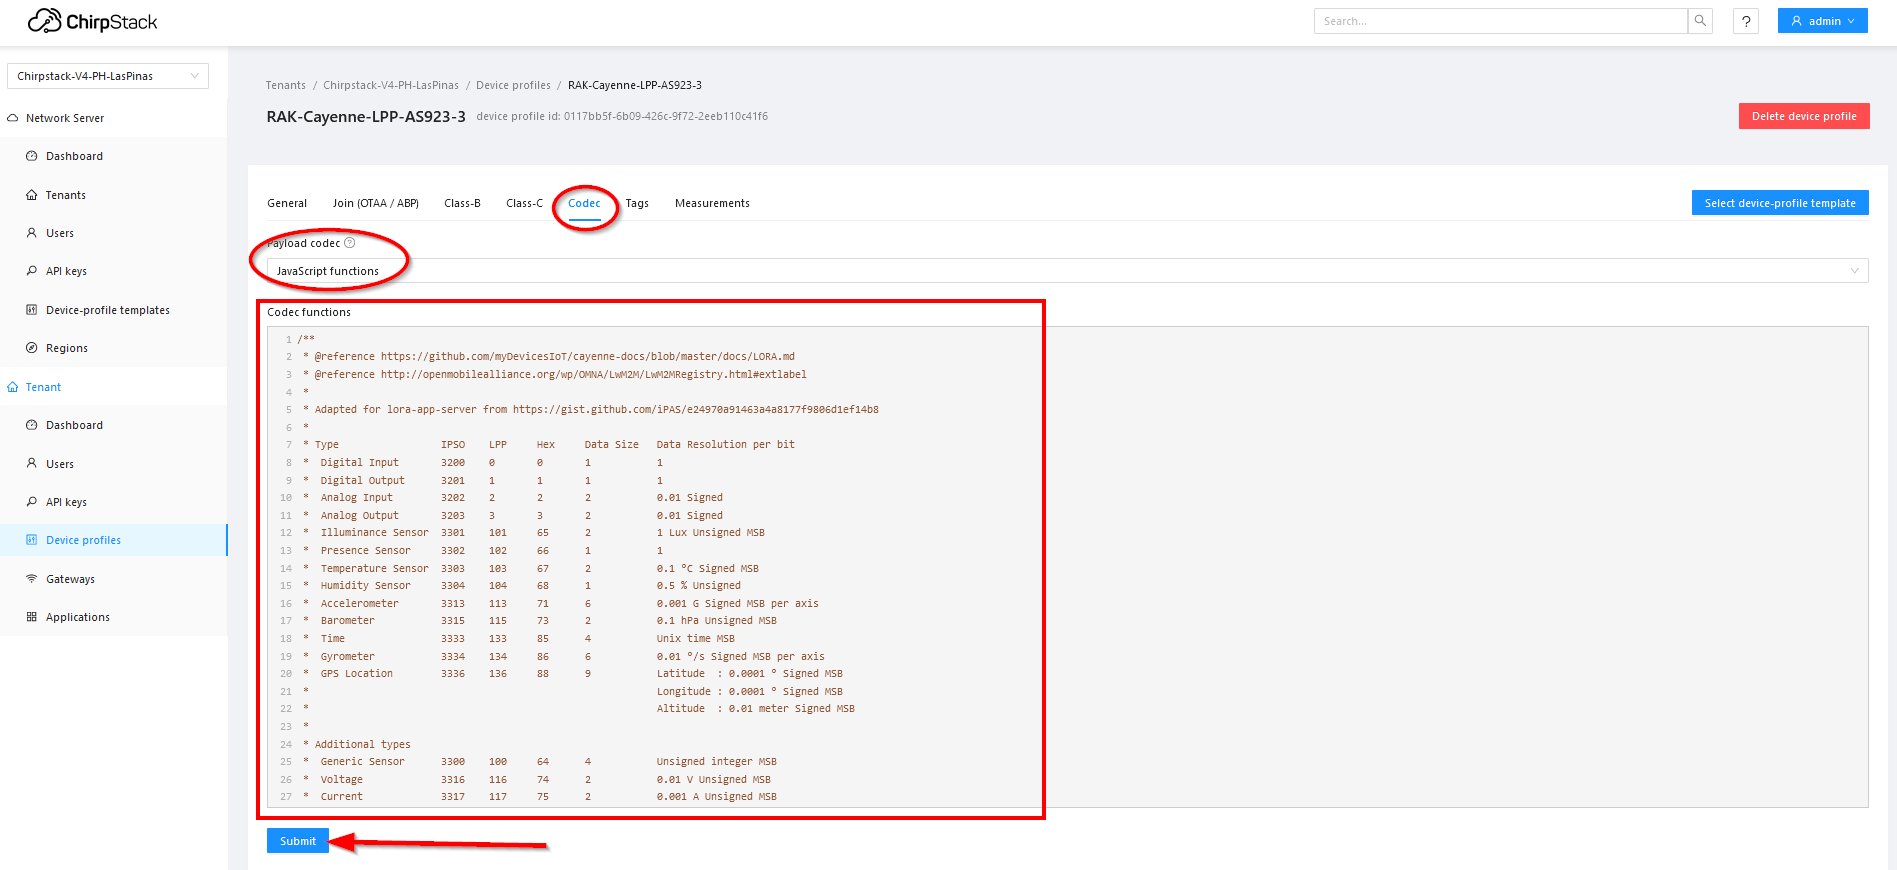 ChirpStack
Search...
?
admin
Chirpstack-V4-PH-LasPinas
Network Server
Dashboard
Tenants
Users
API keys
Device-profile templates
Regions
Tenant
Dashboard
Users
API keys
Device profiles
Gateways
Applications
Tenants / Chirpstack-V4-PH-LasPinas / Device profiles / RAK-Cayenne-LPP-AS923-3
RAK-Cayenne-LPP-AS923-3 device profile id: 0117bb5f-6b09-426c-9f72-2eeb110c41f6
Delete device profile
General Join (OTAA / ABP) Class-B Class-C Codec Tags Measurements
Select device-profile template
Payload codec ?
JavaScript functions
Codec functions
1 /**
2 * @reference https://github.com/myDevicesIoT/cayenne-docs/blob/master/docs/LORA.md
3 * @reference http://openmobilealliance.org/wp/OMNA/LwM2M/LwM2MRegistry.html#extlabel
4 *
5 * Adapted for lora-app-server from https://gist.github.com/iPAS/e24970a91463a4a8177f9806d1ef14b8
6 *
7 * Type IPSO LPP Hex Data Size Data Resolution per bit
8 * Digital Input 3200 0 0 1 1
9 * Digital Output 3201 1 1 1 1
10 * Analog Input 3202 2 2 2 0.01 Signed
11 * Analog Output 3203 3 3 2 0.01 Signed
12 * Illuminance Sensor 3301 101 65 2 1 Lux Unsigned MSB
13 * Presence Sensor 3302 102 66 1 1
14 * Temperature Sensor 3303 103 67 2 0.1 °C Signed MSB
15 * Humidity Sensor 3304 104 68 1 0.5 % Unsigned
16 * Accelerometer 3313 113 71 6 0.001 G Signed MSB per axis
17 * Barometer 3315 115 73 2 0.1 hPa Unsigned MSB
18 * Time 3333 133 85 4 Unix time MSB
19 * Gyrometer 3334 134 86 6 0.01 °/s Signed MSB per axis
20 * GPS Location 3336 136 88 9 Latitude : 0.0001 ° Signed MSB
21 * Longitude : 0.0001 ° Signed MSB
22 * Altitude : 0.01 meter Signed MSB
23 *
24 * Additional types
25 * Generic Sensor 3300 100 64 4 Unsigned integer MSB
26 * Voltage 3316 116 74 2 0.01 V Unsigned MSB
27 * Current 3317 117 75 2 0.001 A Unsigned MSB
Submit